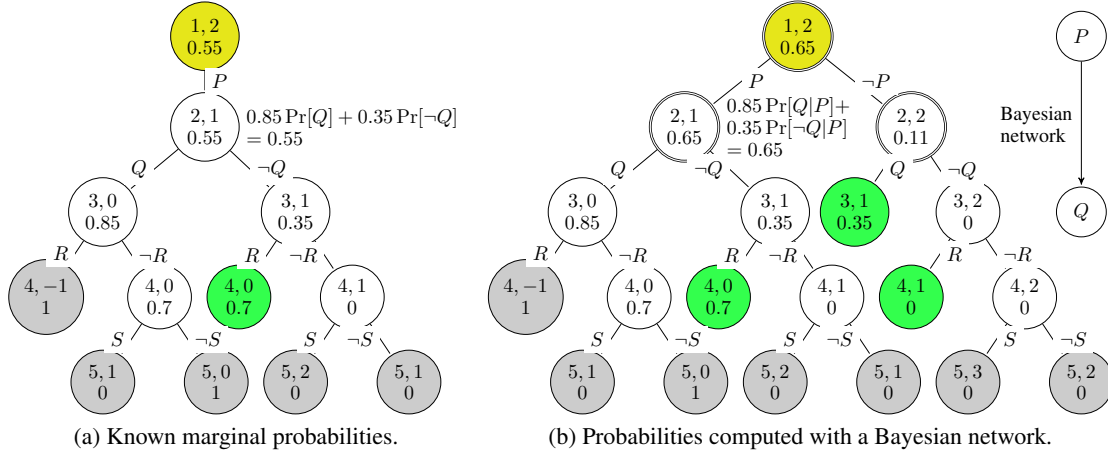 1, 2
0.55
P
2, 1
0.55
0.85 Pr[Q] + 0.35 Pr[¬Q]
= 0.55
Q
¬Q
3, 0
0.85
3, 1
0.35
R
¬R
R
¬R
4, −1
1
4, 0
0.7
4, 0
0.7
4, 1
0
S
¬S
S
¬S
5, 1
0
5, 0
1
5, 2
0
5, 1
0
(a) Known marginal probabilities.
1, 2
0.65
P
¬P
2, 1
0.65
0.85 Pr[Q|P]+
0.35 Pr[¬Q|P]
= 0.65
2, 2
0.11
Q
¬Q
Q
¬Q
3, 0
0.85
3, 1
0.35
3, 1
0.35
3, 2
0
R
¬R
R
¬R
R
¬R
4, −1
1
4, 0
0.7
4, 0
0.7
4, 1
0
4, 1
0
4, 2
0
S
¬S
S
¬S
S
¬S
5, 1
0
5, 0
1
5, 2
0
5, 1
0
5, 3
0
5, 2
0
P
Bayesian
network
Q
(b) Probabilities computed with a Bayesian network.